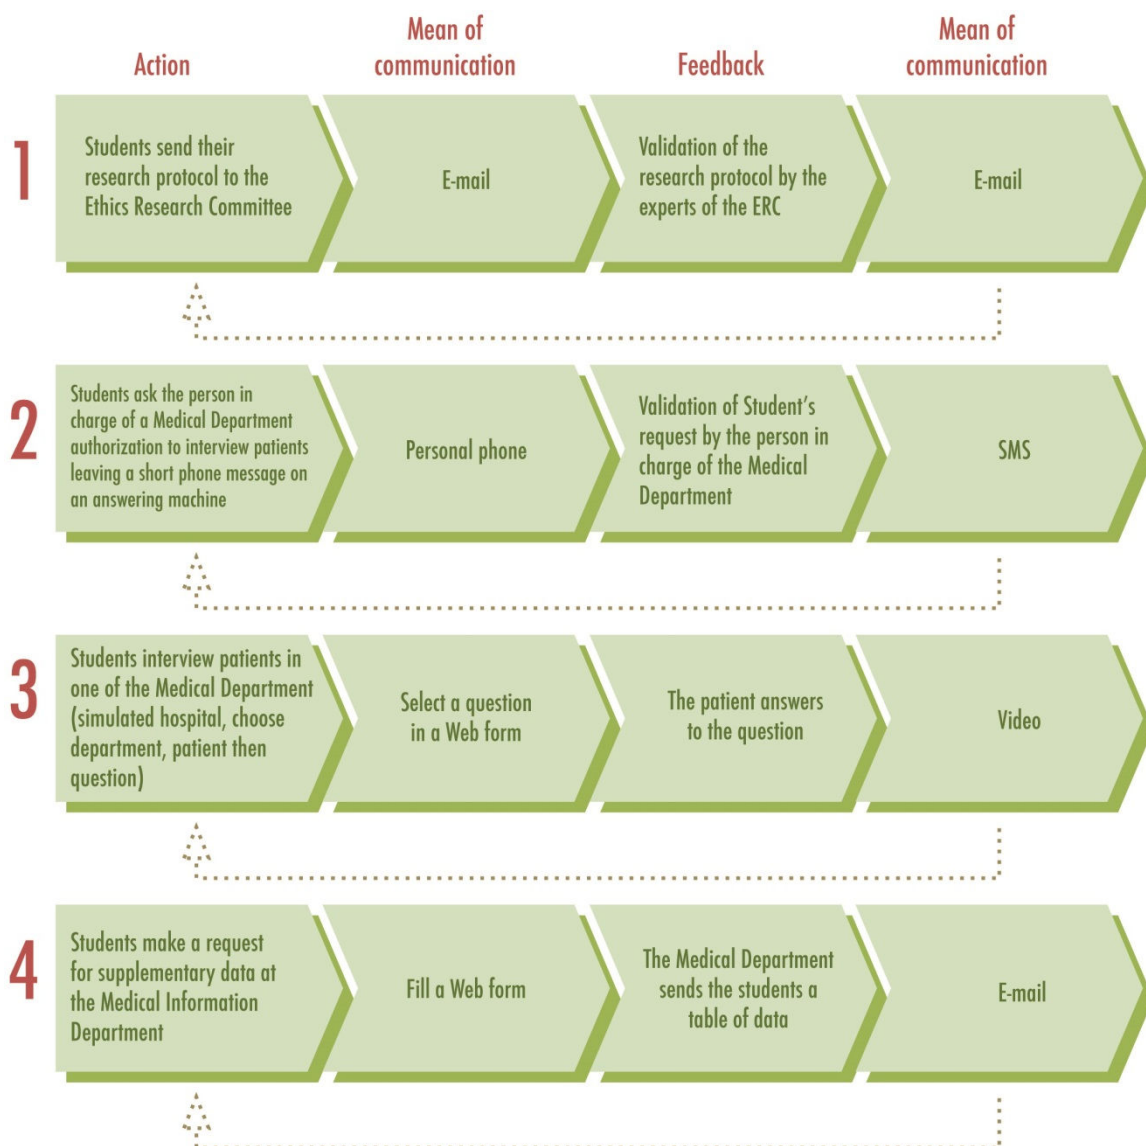 Action
Mean of
communication
Feedback
Mean of
communication
1
Students send their
research protocol to the
Ethics Research Committee
E-mail
Validation of the
research protocol by the
experts of the ERC
E-mail
2
Students ask the person in
charge of a Medical Department
authorization to interview patients
leaving a short phone message on
an answering machine
Personal phone
Validation of Student's
request by the person in
charge of the Medical
Department
SMS
3
Students interview patients in
one of the Medical Department
(simulated hospital, choose
department, patient then
question)
Select a question
in a Web form
The patient answers
to the question
Video
4
Students make a request
for supplementary data at
the Medical Information
Department
Fill a Web form
The Medical Department
sends the students a
table of data
E-mail